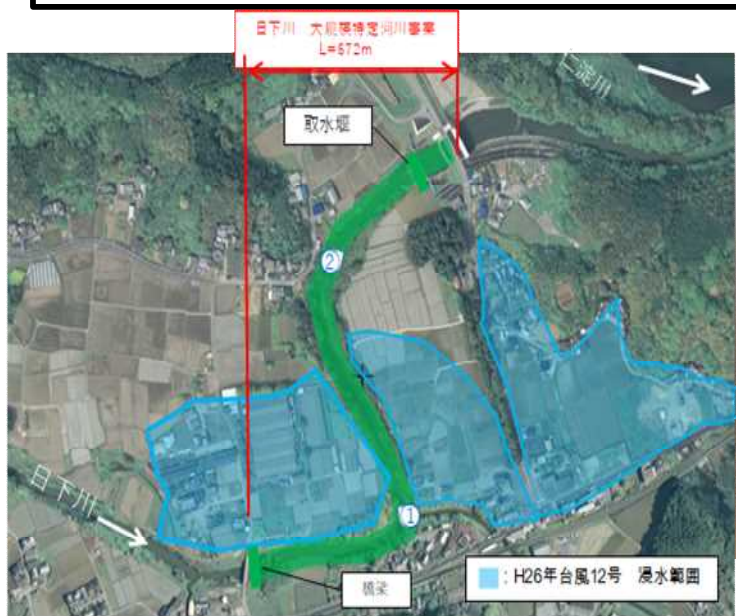 日下川 大規模特定河川事業
L=672m
仁淀川
取水堰
②
①
日下川
橋梁
：H26年台風12号 浸水範囲